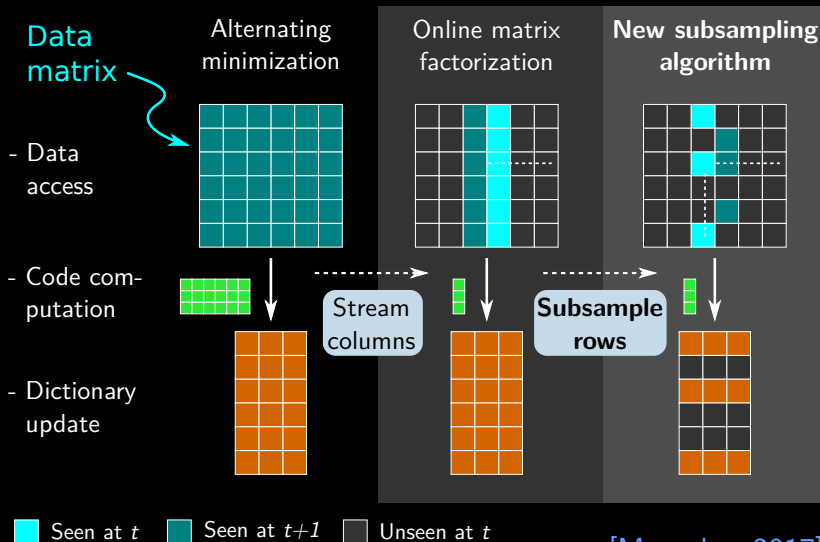 Data
matrix
Alternating
minimization
Online matrix
factorization
New subsampling
algorithm
- Data
access
- Code com-
putation
Stream
columns
Subsample
rows
- Dictionary
update
Seen at t
Seen at t+1
Unseen at t
2017]